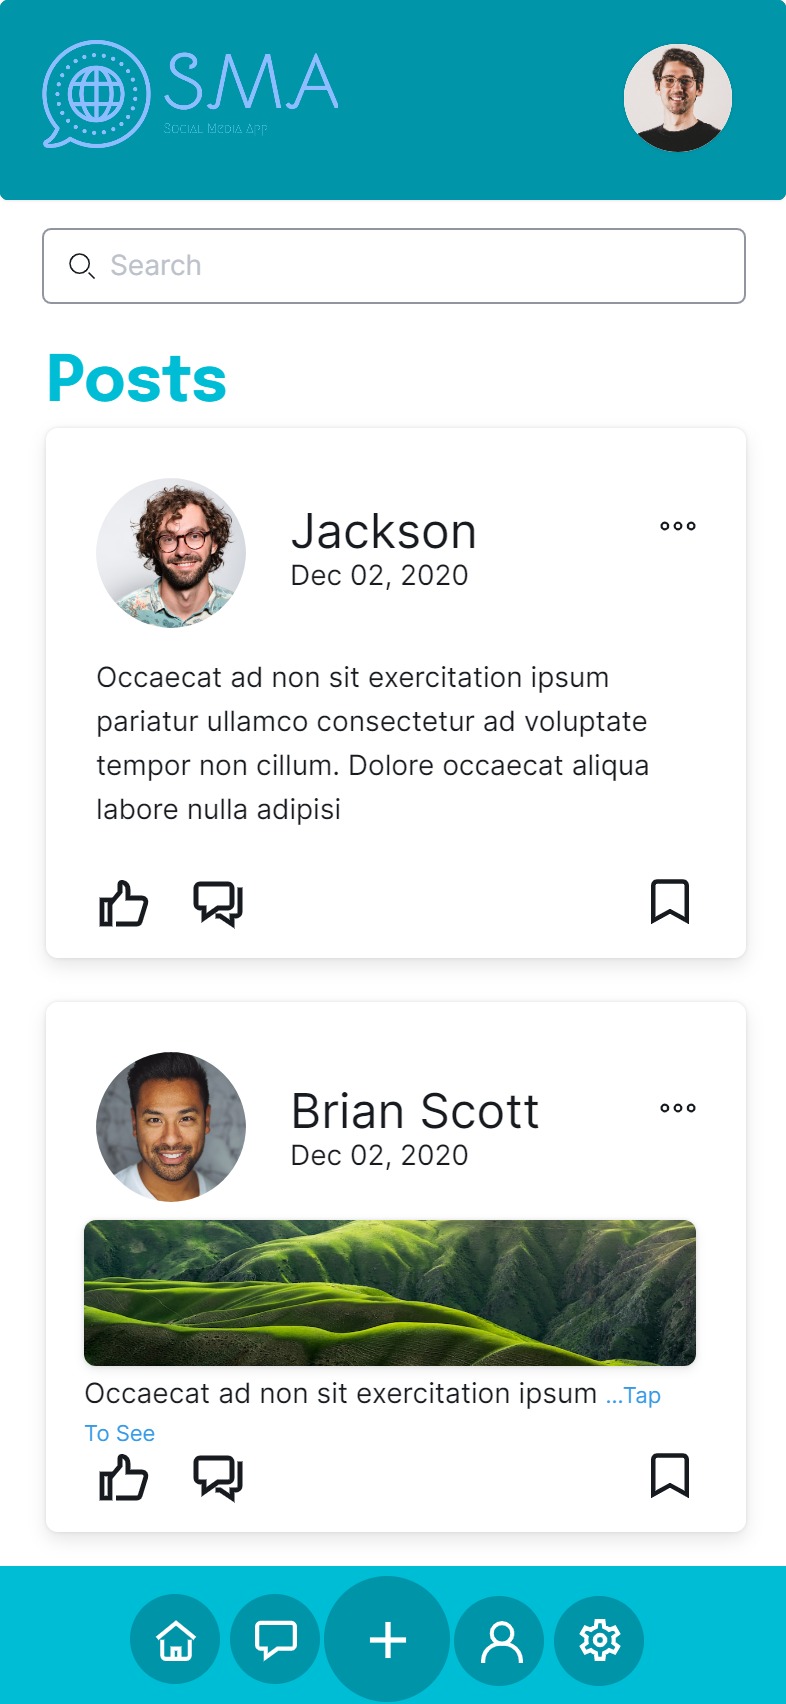 SMA
Social Media App
Search
Posts
Jackson
Dec 02, 2020
Occaecat ad non sit exercitation ipsum
pariatur ullamco consectetur ad voluptate
tempor non cillum. Dolore occaecat aliqua
labore nulla adipisi
Brian Scott
Dec 02, 2020
Occaecat ad non sit exercitation ipsum ...Tap
To See